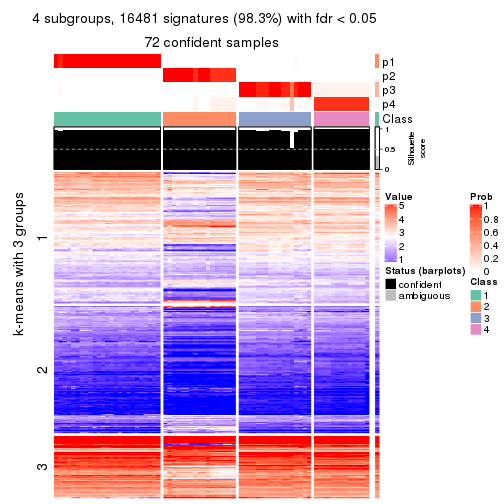 4 subgroups, 16481 signatures (98.3%) with fdr < 0.05
72 confident samples
p1
p2
p3
p4
Class
1
0.5
0
Silhouette
score
k-means with 3 groups
1
2
3
Value
5
4
3
2
1
Status (barplots)
confident
ambiguous
Prob
1
0.8
0.6
0.4
0.2
0
Class
1
2
3
4